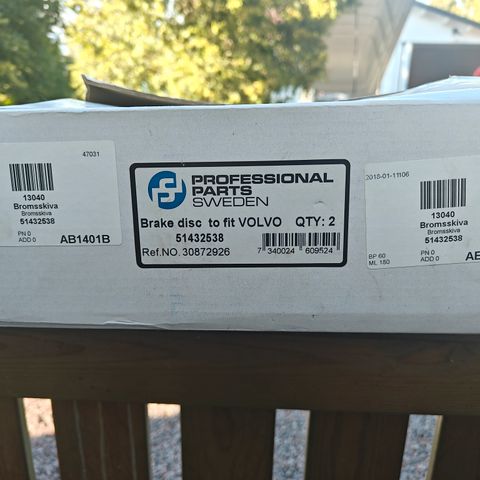 47031
13040
Bromsskiva
Bromsskiva
51432538
PN 0
ADD 0
AB1401B
PROFESSIONAL
PARTS
SWEDEN
Brake disc to fit VOLVO QTY: 2
51432538
Ref.NO. 30872926
7 340024 609524
2018-01-11106
13040
Bromsskiva
Bromsskiva
51432538
BP 60
ML 150
PN 0
ADD 0
AB